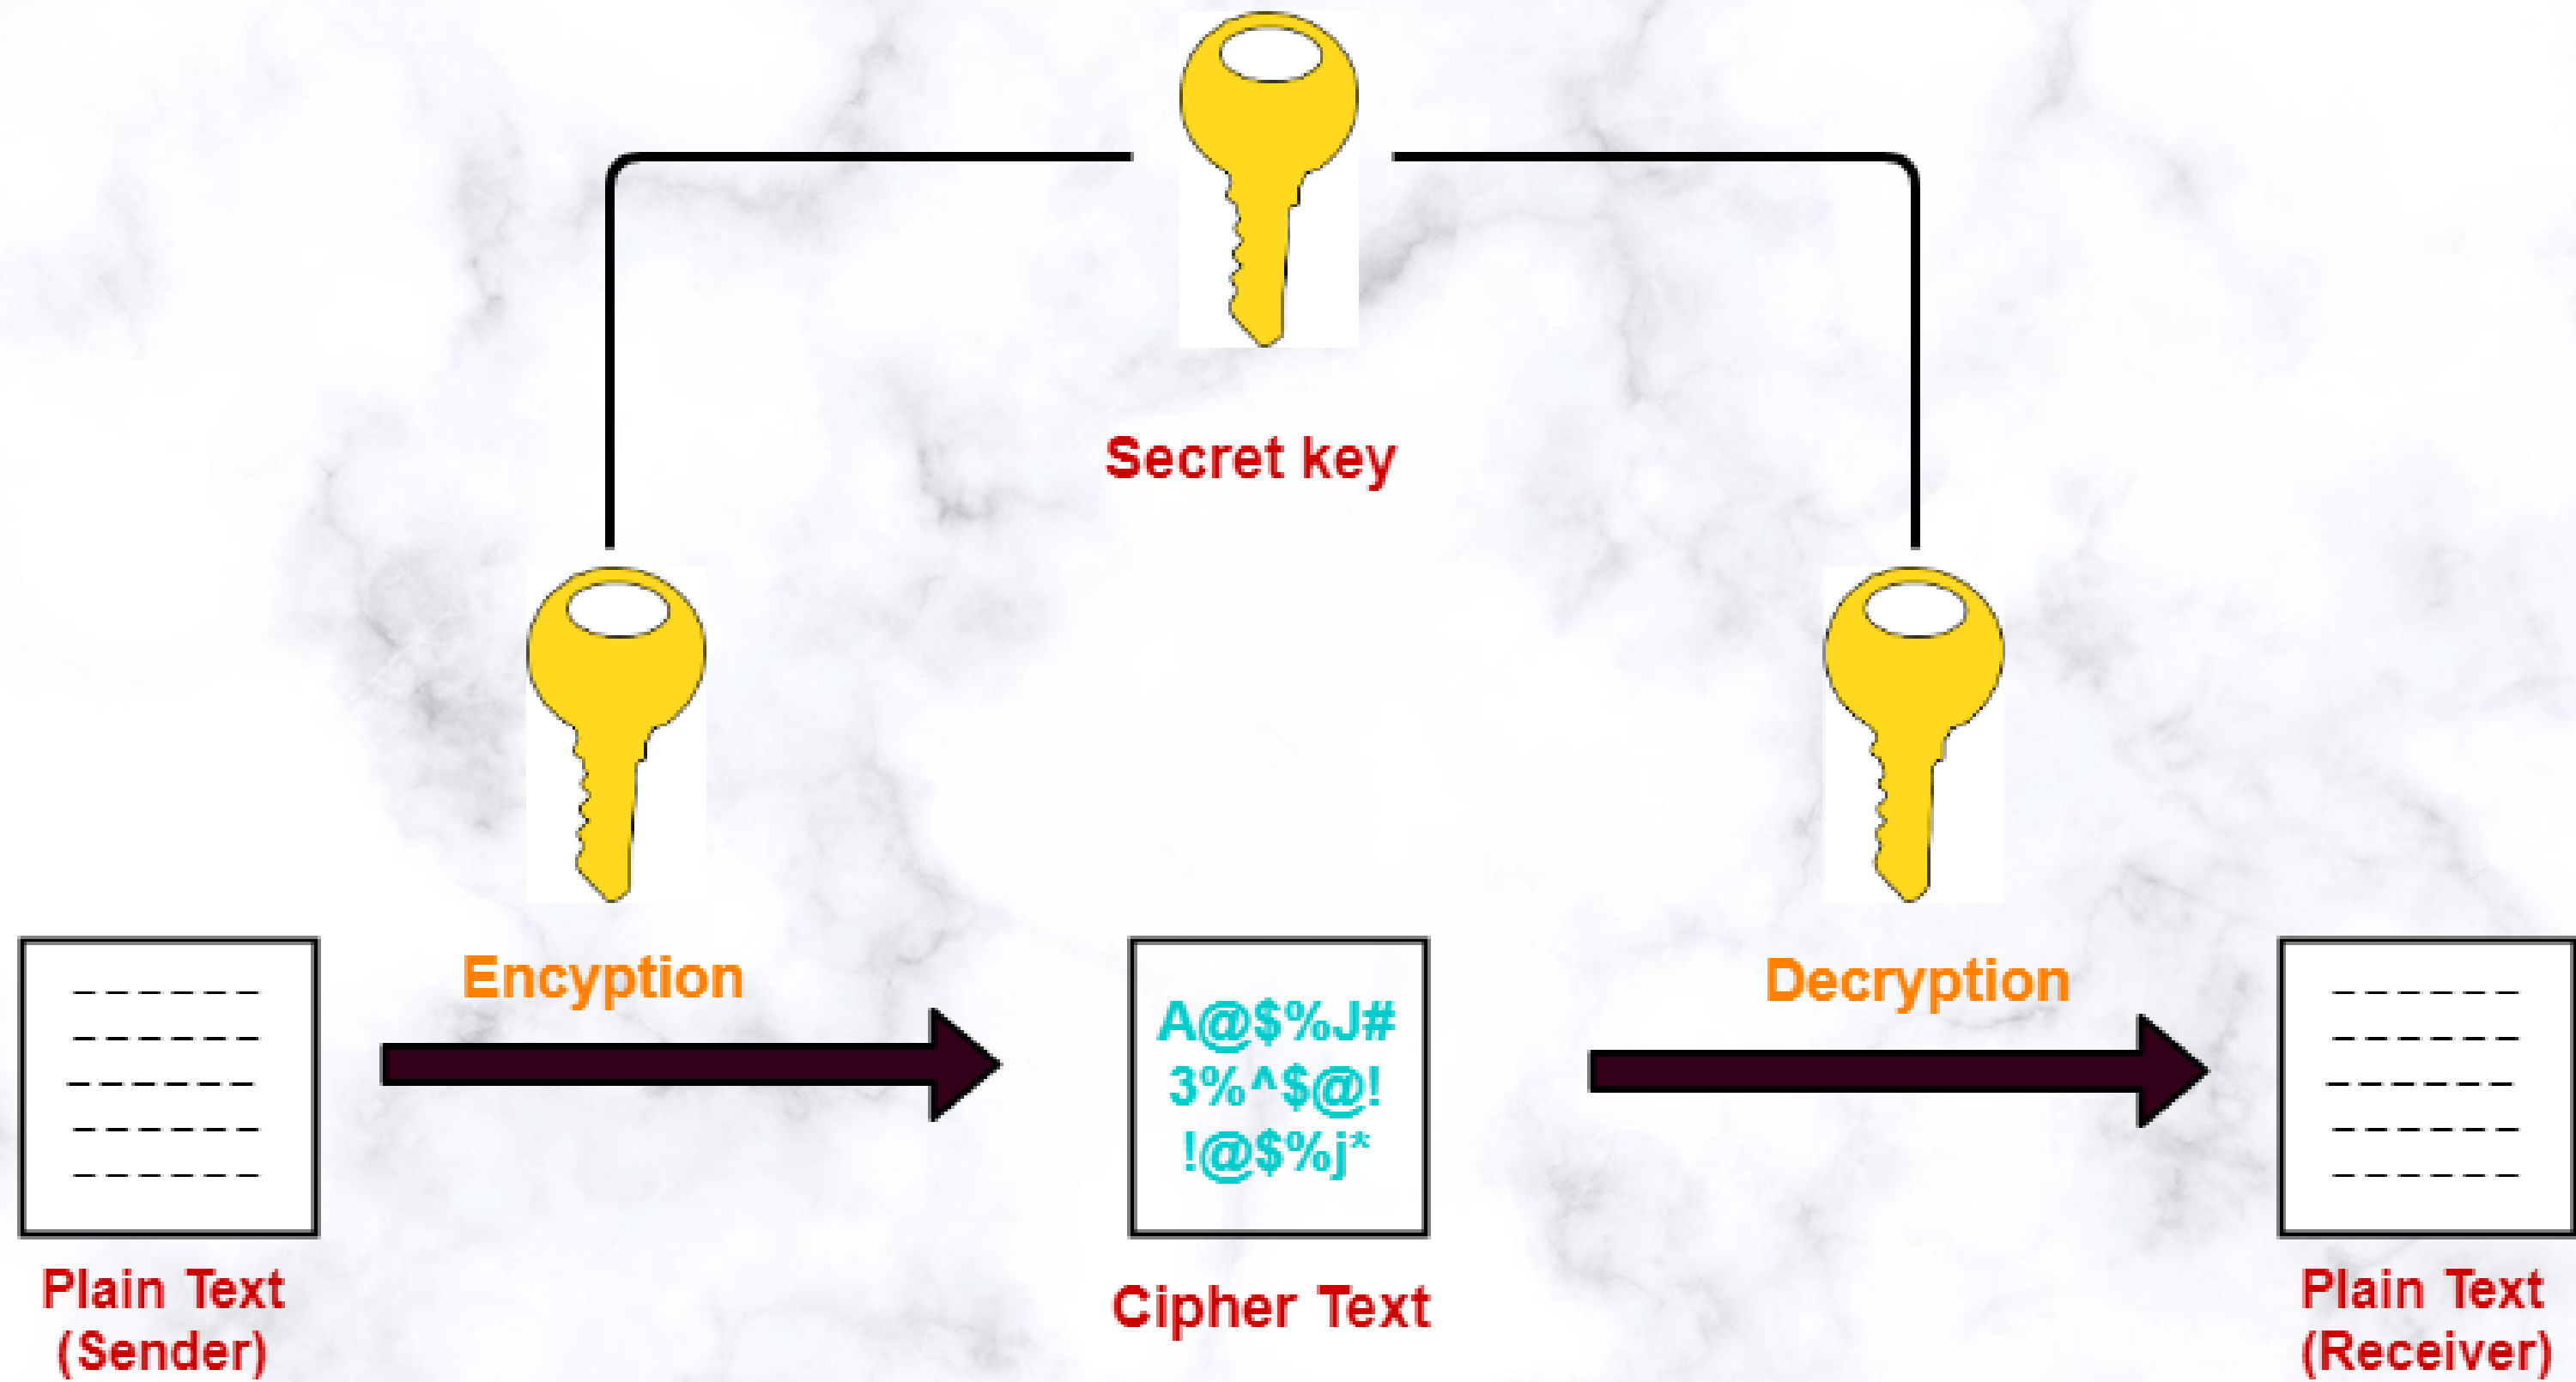 Secret key
Encyption
Decryption
A@$%J#
3%^$@!
!@$%j*
Plain Text
(Sender)
Cipher Text
Plain Text
(Receiver)